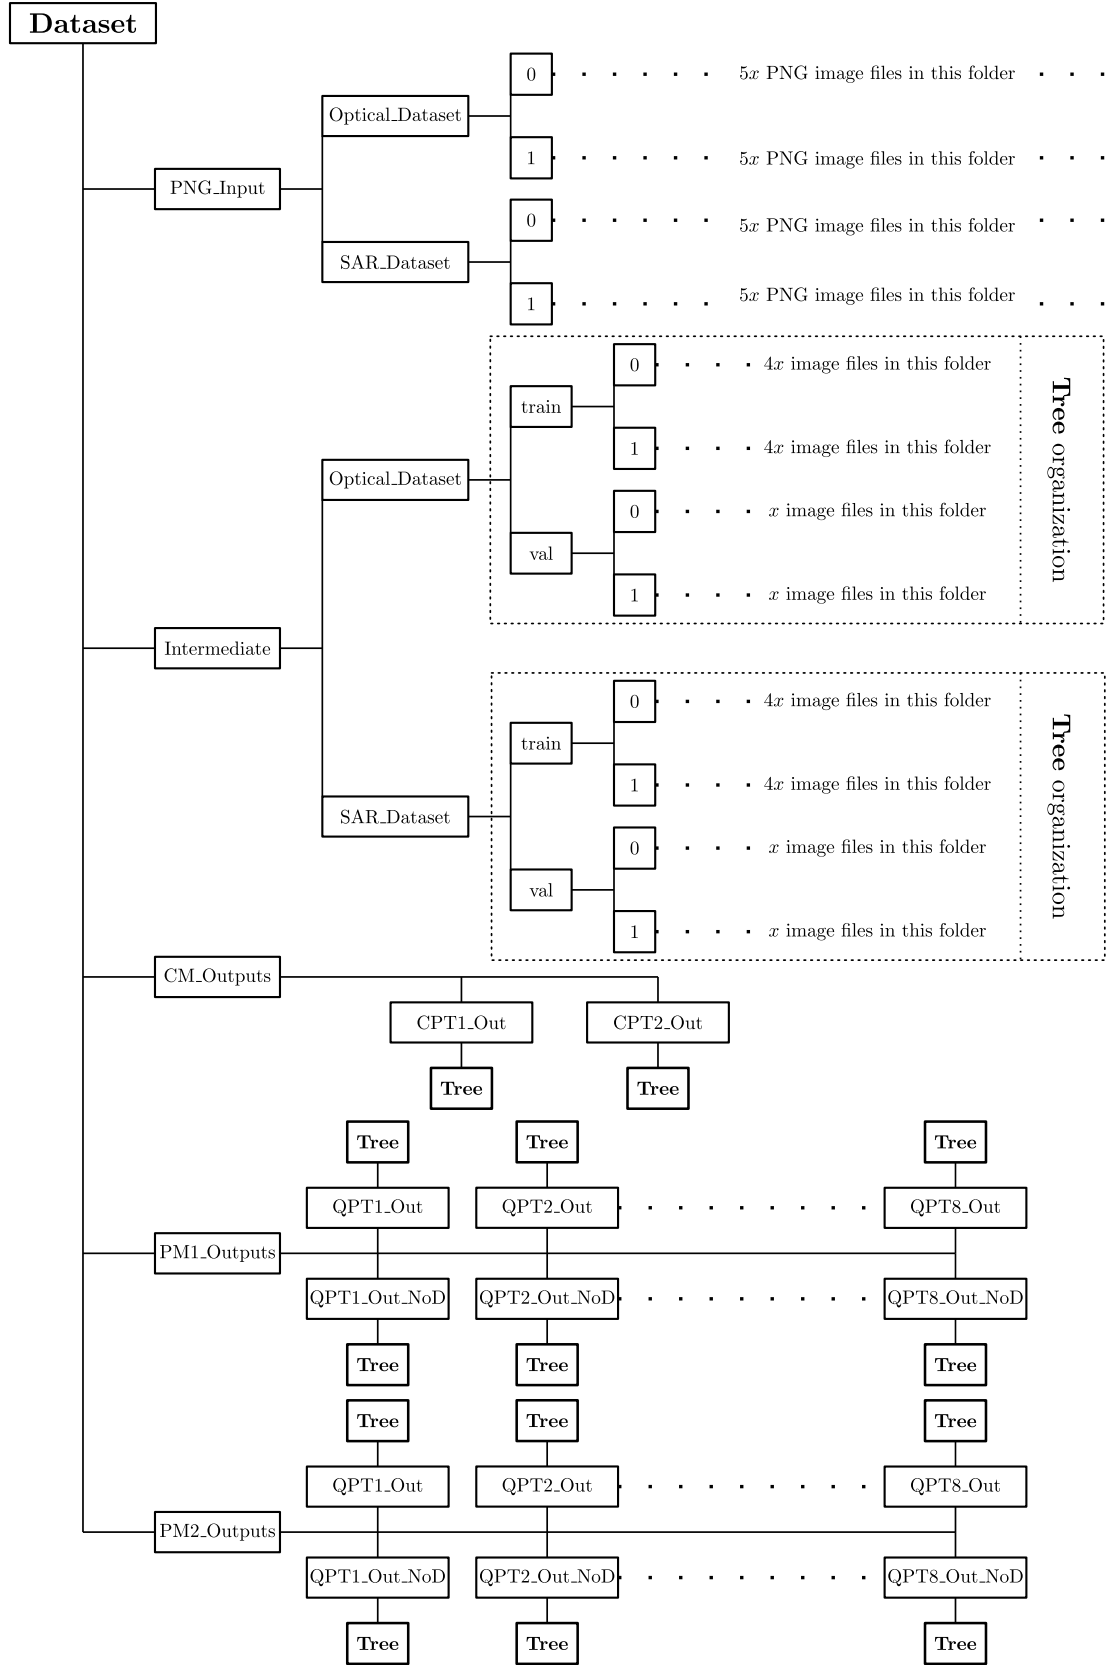 Dataset
0
5x PNG image files in this folder
Optical_Dataset
1
5x PNG image files in this folder
PNG_Input
0
5x PNG image files in this folder
SAR_Dataset
1
5x PNG image files in this folder
0
4x image files in this folder
train
1
4x image files in this folder
Optical_Dataset
0
x image files in this folder
val
1
x image files in this folder
Tree organization
Intermediate
0
4x image files in this folder
train
1
4x image files in this folder
SAR_Dataset
0
x image files in this folder
val
1
x image files in this folder
Tree organization
CM_Outputs
CPT1_Out
CPT2_Out
Tree
Tree
Tree
Tree
Tree
QPT1_Out
QPT2_Out
QPT8_Out
PM1_Outputs
QPT1_Out_NoD
QPT2_Out_NoD
QPT8_Out_NoD
Tree
Tree
Tree
Tree
Tree
Tree
QPT1_Out
QPT2_Out
QPT8_Out
PM2_Outputs
QPT1_Out_NoD
QPT2_Out_NoD
QPT8_Out_NoD
Tree
Tree
Tree